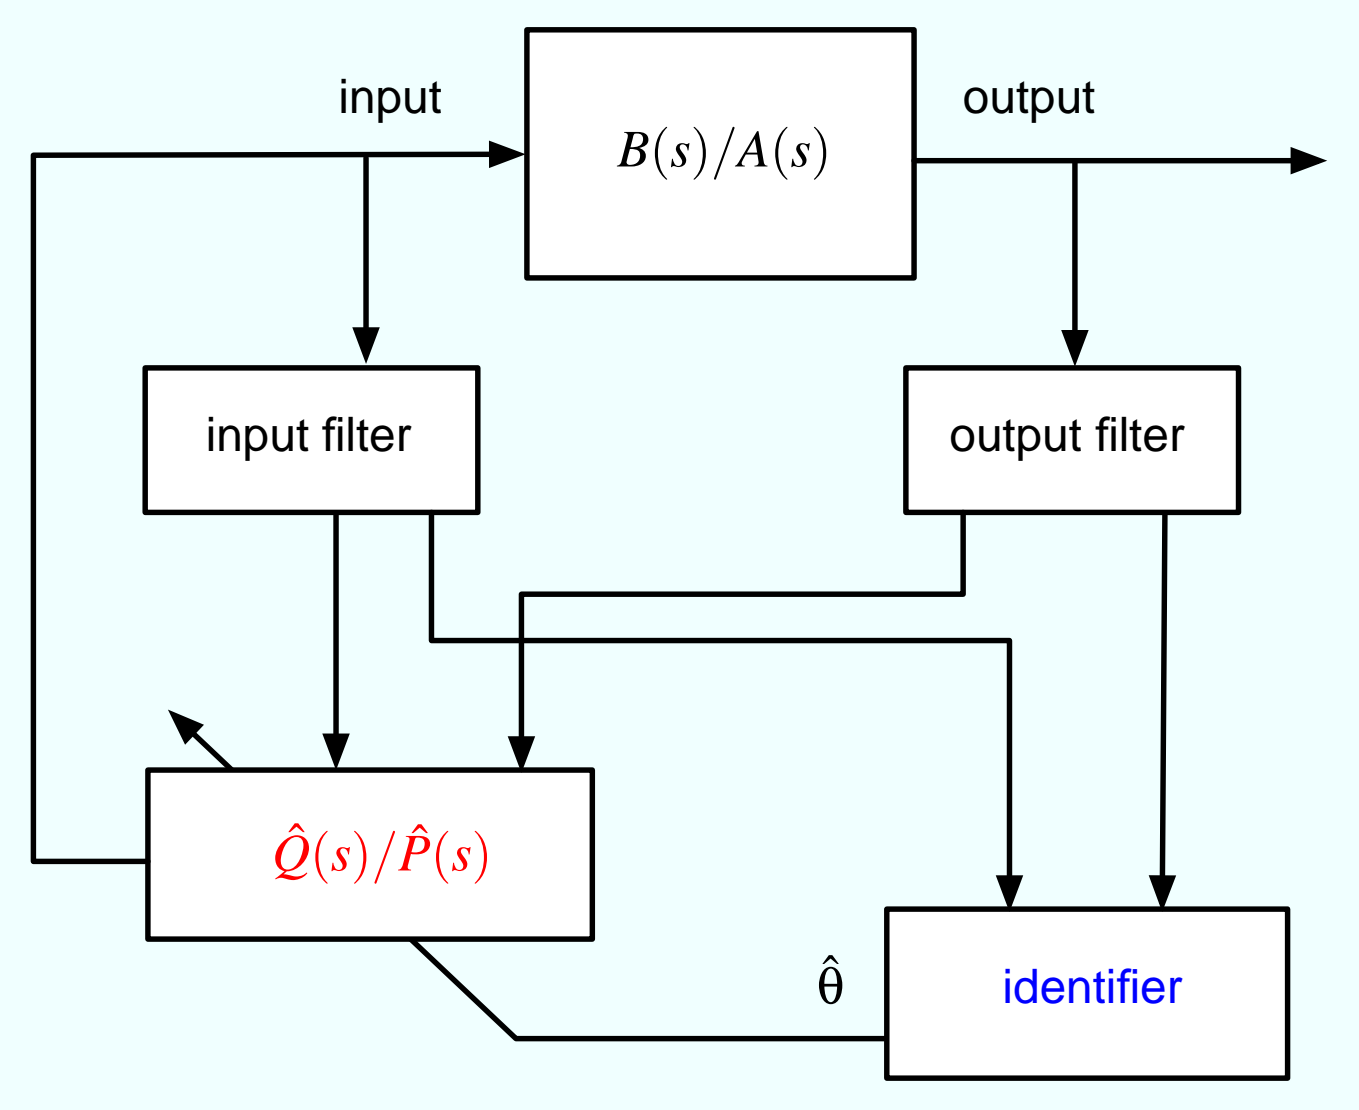 input
output
B(s)/A(s)
input filter
output filter
Q̂(s)/P̂(s)
θ̂
identifier